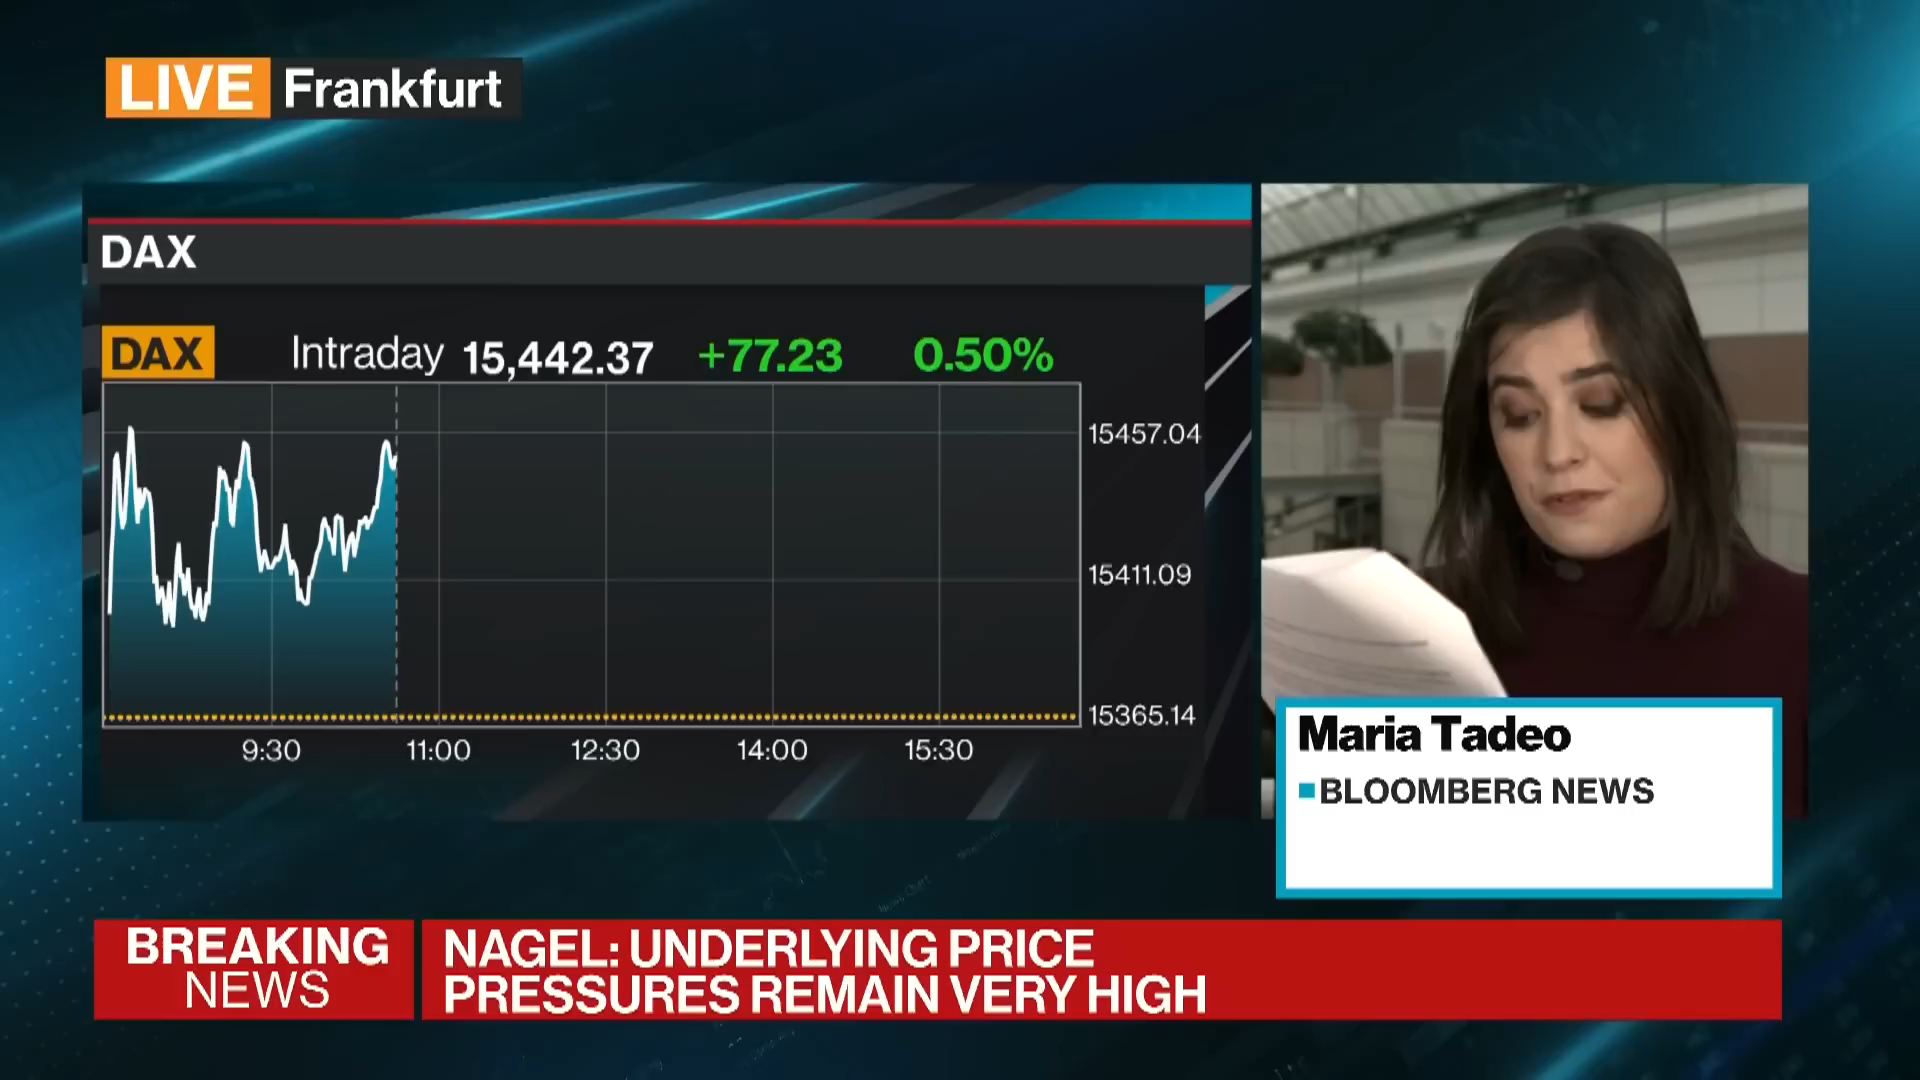 LIVE Frankfurt
DAX
DAX Intraday 15,442.37 +77.23 0.50%
15457.04
15411.09
15365.14
9:30 11:00 12:30 14:00 15:30
Maria Tadeo
BLOOMBERG NEWS
BREAKING NEWS
NAGEL: UNDERLYING PRICE
PRESSURES REMAIN VERY HIGH